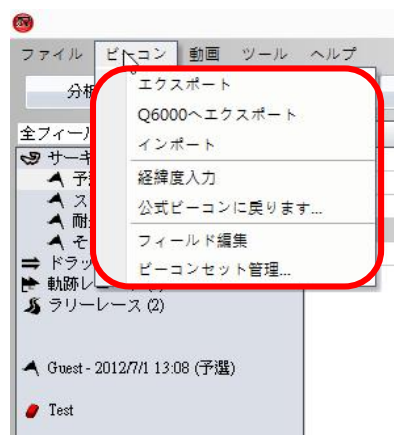 ファイル ビーコン 動画 ツール ヘルプ
分析
エクスポート
Q6000へエクスポート
インポート
経緯度入力
公式ビーコンに戻ります...
フィールド編集
ビーコンセット管理...
全フィー
サーキ
予
ス
耐
そ
ドラッ
軌跡レ
ラリーレース (2)
Guest - 2012/7/1 13:08 (予選)
Test